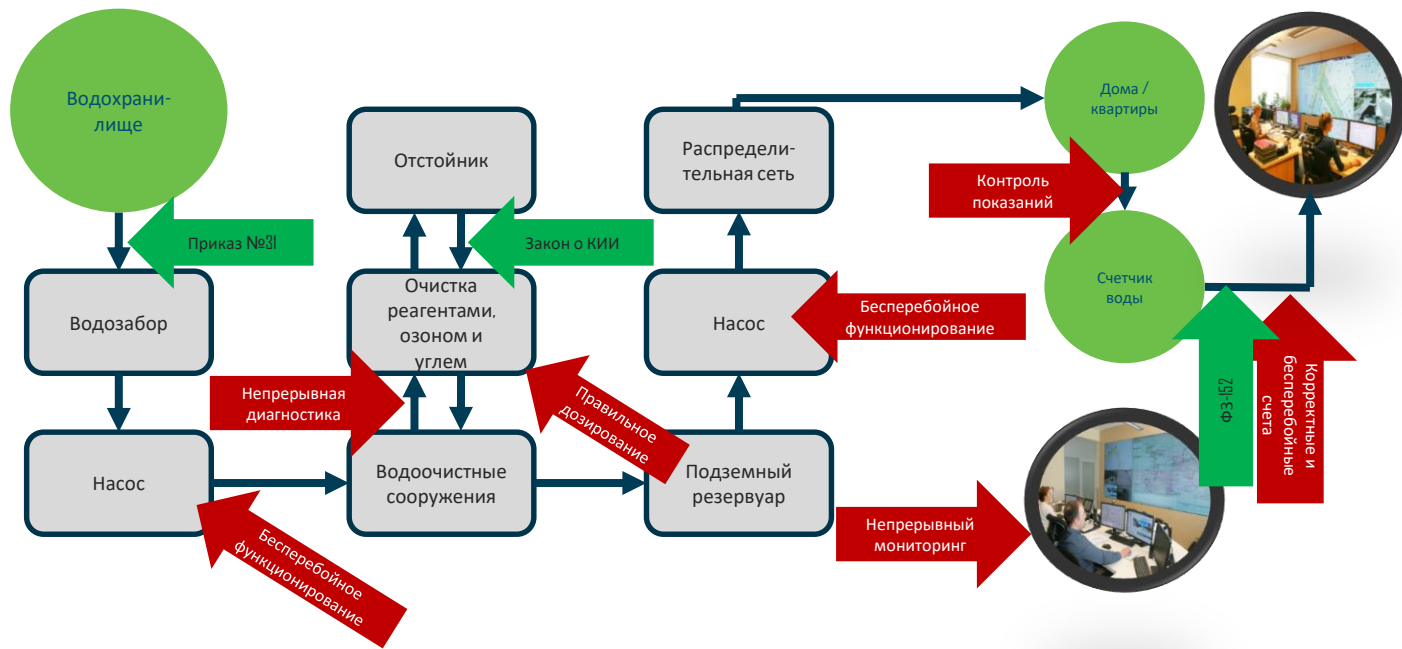 Водохрани-
лище
Отстойник
Распредели-
тельная сеть
Дома /
квартиры
Контроль
показаний
Приказ №31
Закон о КИИ
Водозабор
Очистка
реагентами,
озоном и
углем
Насос
Бесперебойное
функционирование
Счетчик
воды
Непрерывная
диагностика
Правильное
дозирование
ФЗ-152
Корректные и
бесперебойные
счета
Насос
Водоочистные
сооружения
Подземный
резервуар
Непрерывный
мониторинг
Бесперебойное
функционирование